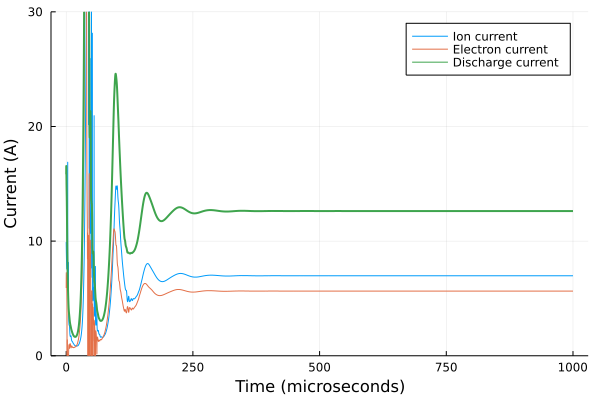 30
20
10
0
Current (A)
Ion current
Electron current
Discharge current
0 250 500 750 1000
Time (microseconds)